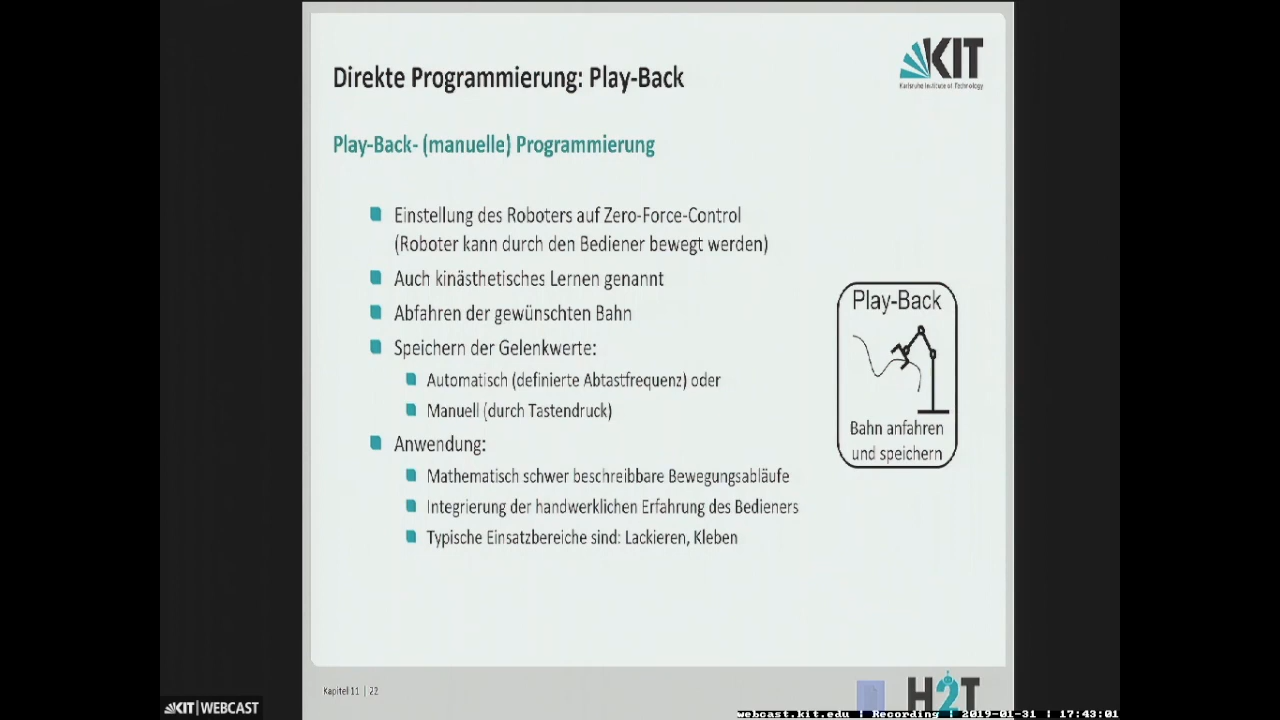 Direkte Programmierung: Play-Back
KIT
Karlsruhe Institute of Technology
Play-Back- (manuelle) Programmierung
Einstellung des Roboters auf Zero-Force-Control
(Roboter kann durch den Bediener bewegt werden)
Auch kinästhetisches Lernen genannt
Abfahren der gewünschten Bahn
Speichern der Gelenkwerte:
Automatisch (definierte Abtastfrequenz) oder
Manuell (durch Tastendruck)
Anwendung:
Mathematisch schwer beschreibbare Bewegungsabläufe
Integrierung der handwerklichen Erfahrung des Bedieners
Typische Einsatzbereiche sind: Lackieren, Kleben
Play-Back
Bahn anfahren
und speichern
Kapitel 11 | 22
H2T
KIT | WEBCAST
webcast.kit.edu | Recording | 2019-01-31 | 17:43:01